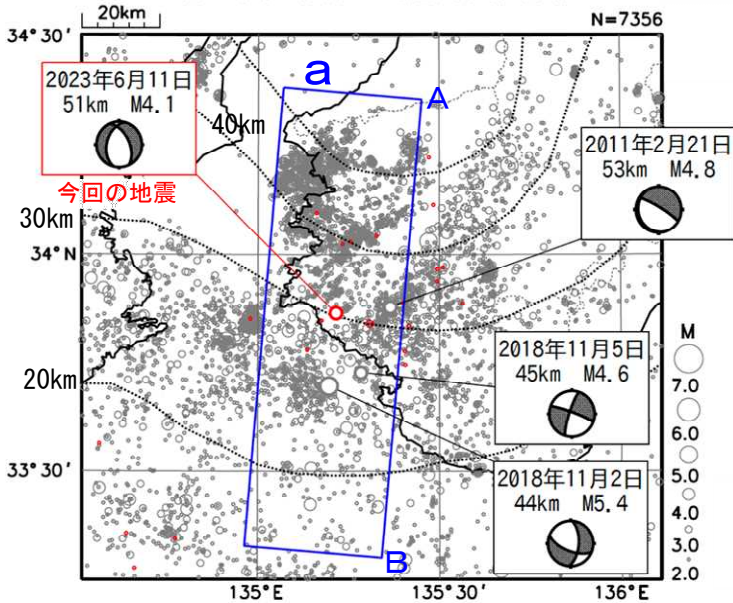 20km
N=7356
34°30′
a
A
2023年6月11日
51km M4.1
40km
2011年2月21日
53km M4.8
今回の地震
30km
34°N
2018年11月5日
45km M4.6
M
7.0
6.0
5.0
4.0
3.0
2.0
20km
33°30′
2018年11月2日
44km M5.4
B
135°E
135°30′
136°E